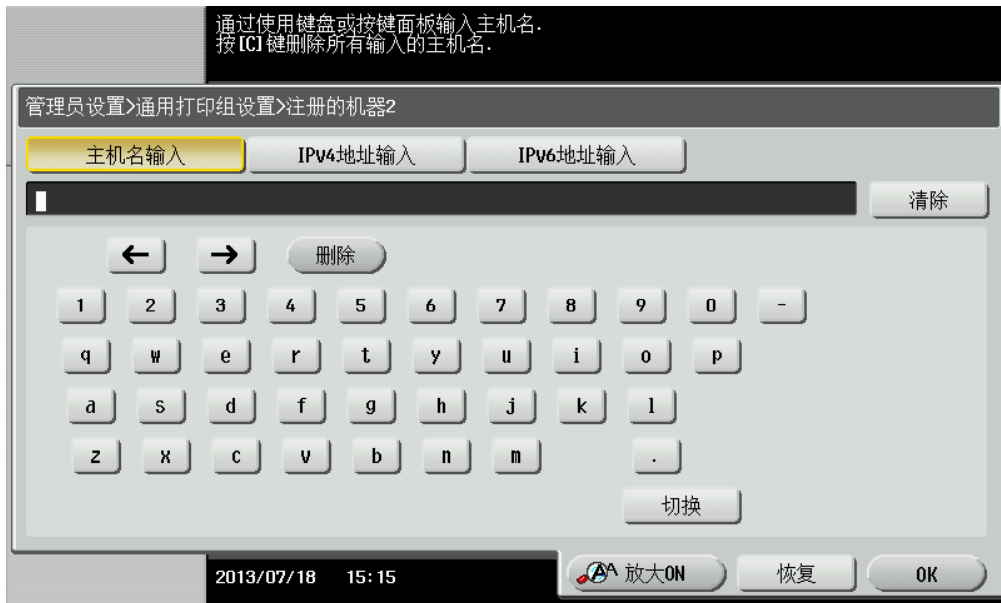 通过使用键盘或按键面板输入主机名.
按[C]键删除所有输入的主机名.
管理员设置>通用打印组设置>注册的机器2
主机名输入 IPv4地址输入 IPv6地址输入
清除
← → 删除
1 2 3 4 5 6 7 8 9 0 -
q w e r t y u i o p
a s d f g h j k l
z x c v b n m .
切换
2013/07/18 15:15 放大ON 恢复 OK